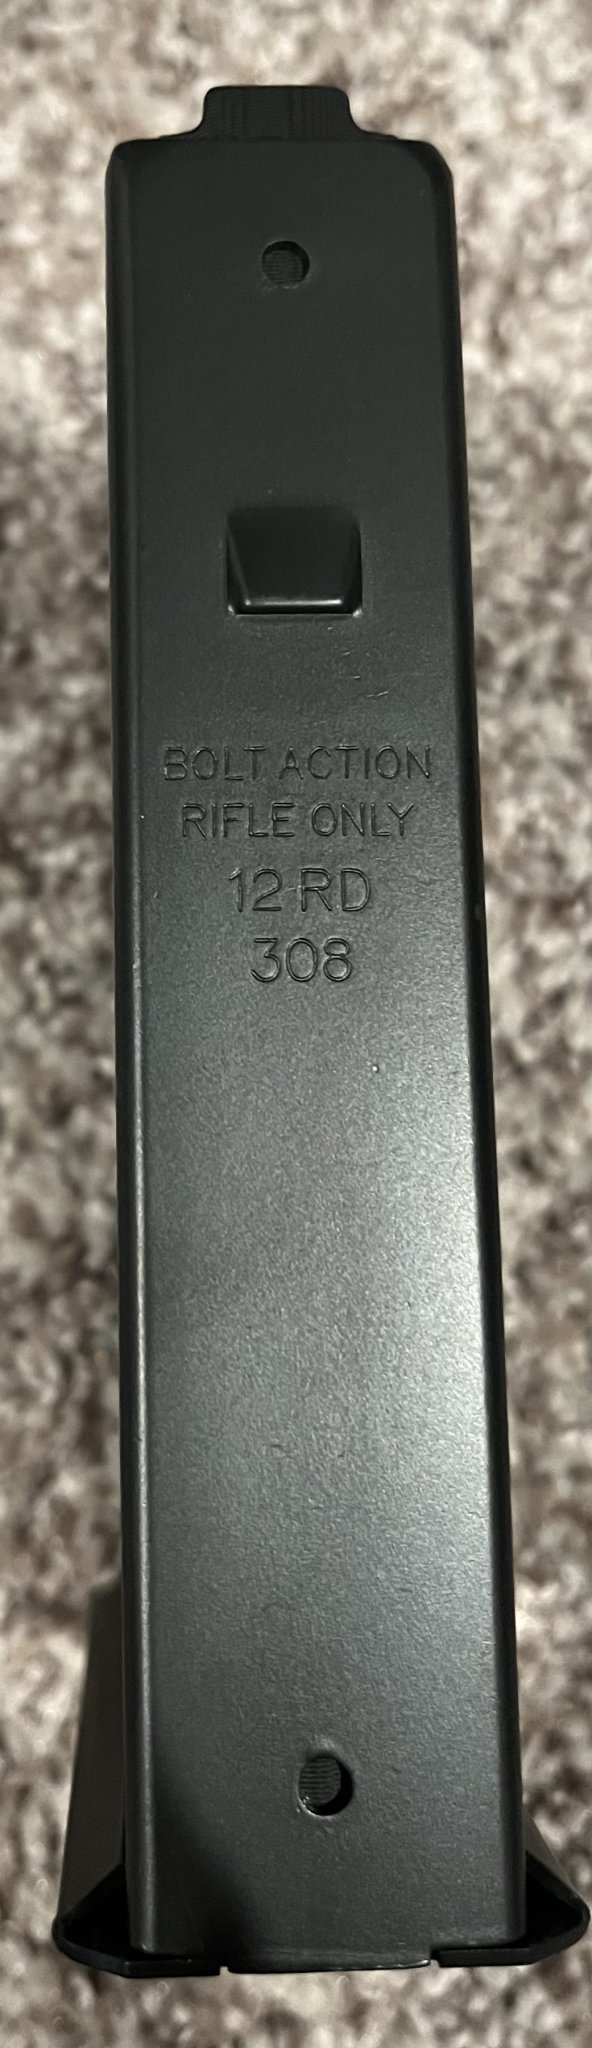 BOLT ACTION
RIFLE ONLY
12 RD
308